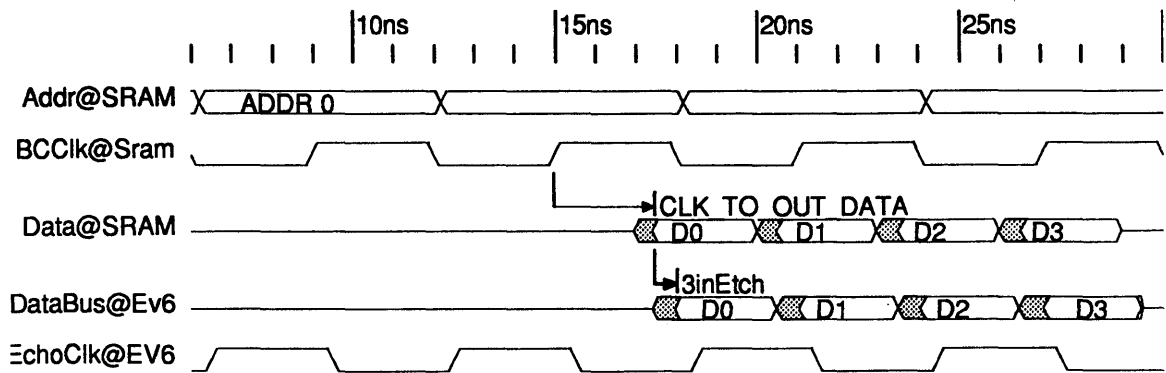 10ns 15ns 20ns 25ns
Addr@SRAM ADDR 0
BCClk@Sram
CLK TO OUT DATA
Data@SRAM D0 D1 D2 D3
3inEtch
DataBus@Ev6 D0 D1 D2 D3
EchoClk@EV6